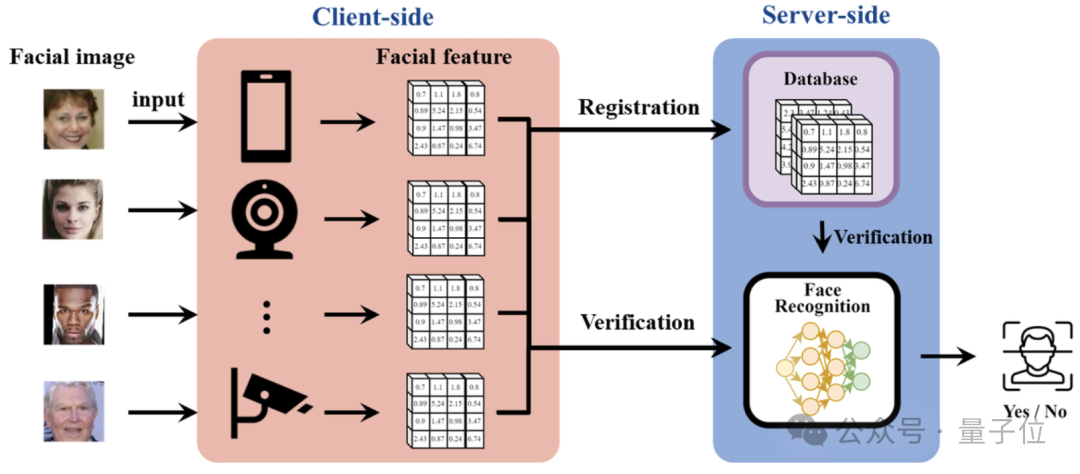 Client-side
Server-side
Facial image
Facial feature
input
0.7 1.1 1.8 0.8
0.89 5.24 2.15 0.54
0.9 1.47 0.98 3.47
2.43 0.87 0.24 6.74
0.7 1.1 1.8 0.8
0.89 5.24 2.15 0.54
0.9 1.47 0.98 3.47
2.43 0.87 0.24 6.74
0.7 1.1 1.8 0.8
0.89 5.24 2.15 0.54
0.9 1.47 0.98 3.47
2.43 0.87 0.24 6.74
0.7 1.1 1.8 0.8
0.89 5.24 2.15 0.54
0.9 1.47 0.98 3.47
2.43 0.87 0.24 6.74
Registration
Verification
Database
0.7 1.1 1.8 0.8
0.89 5.24 2.15 0.54
0.9 1.47 0.98 3.47
2.43 0.87 0.24 6.74
Verification
Face
Recognition
Yes / No
公众号 · 量子位